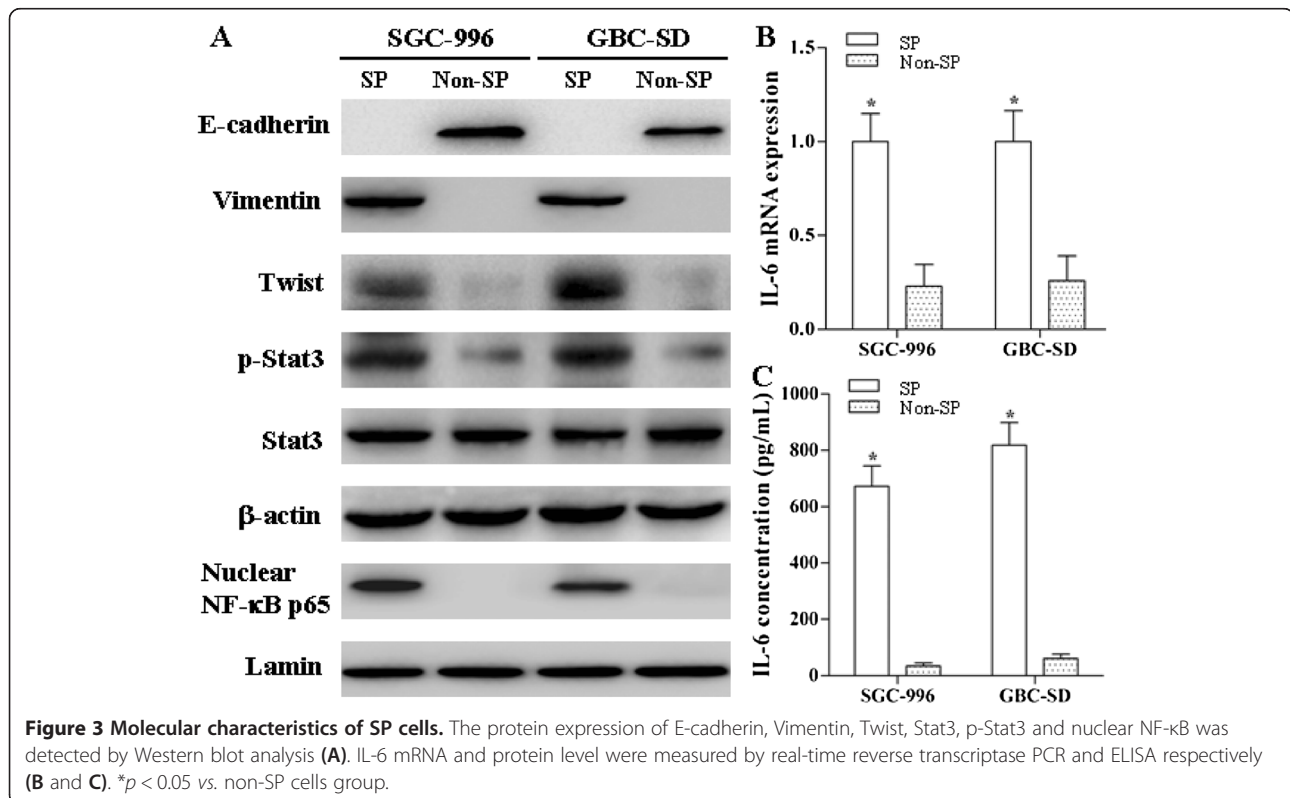 A
SGC-996 GBC-SD
SP Non-SP SP Non-SP
E-cadherin
Vimentin
Twist
p-Stat3
Stat3
β-actin
Nuclear
NF-κB p65
Lamin
B
SP
Non-SP
IL-6 mRNA expression
1.5
1.0
0.5
0.0
* *
SGC-996 GBC-SD
C
SP
Non-SP
IL-6 concentration (pg/mL)
1000
800
600
400
200
0
* *
SGC-996 GBC-SD
Figure 3 Molecular characteristics of SP cells. The protein expression of E-cadherin, Vimentin, Twist, Stat3, p-Stat3 and nuclear NF-κB was
detected by Western blot analysis (A). IL-6 mRNA and protein level were measured by real-time reverse transcriptase PCR and ELISA respectively
(B and C). *p < 0.05 vs. non-SP cells group.